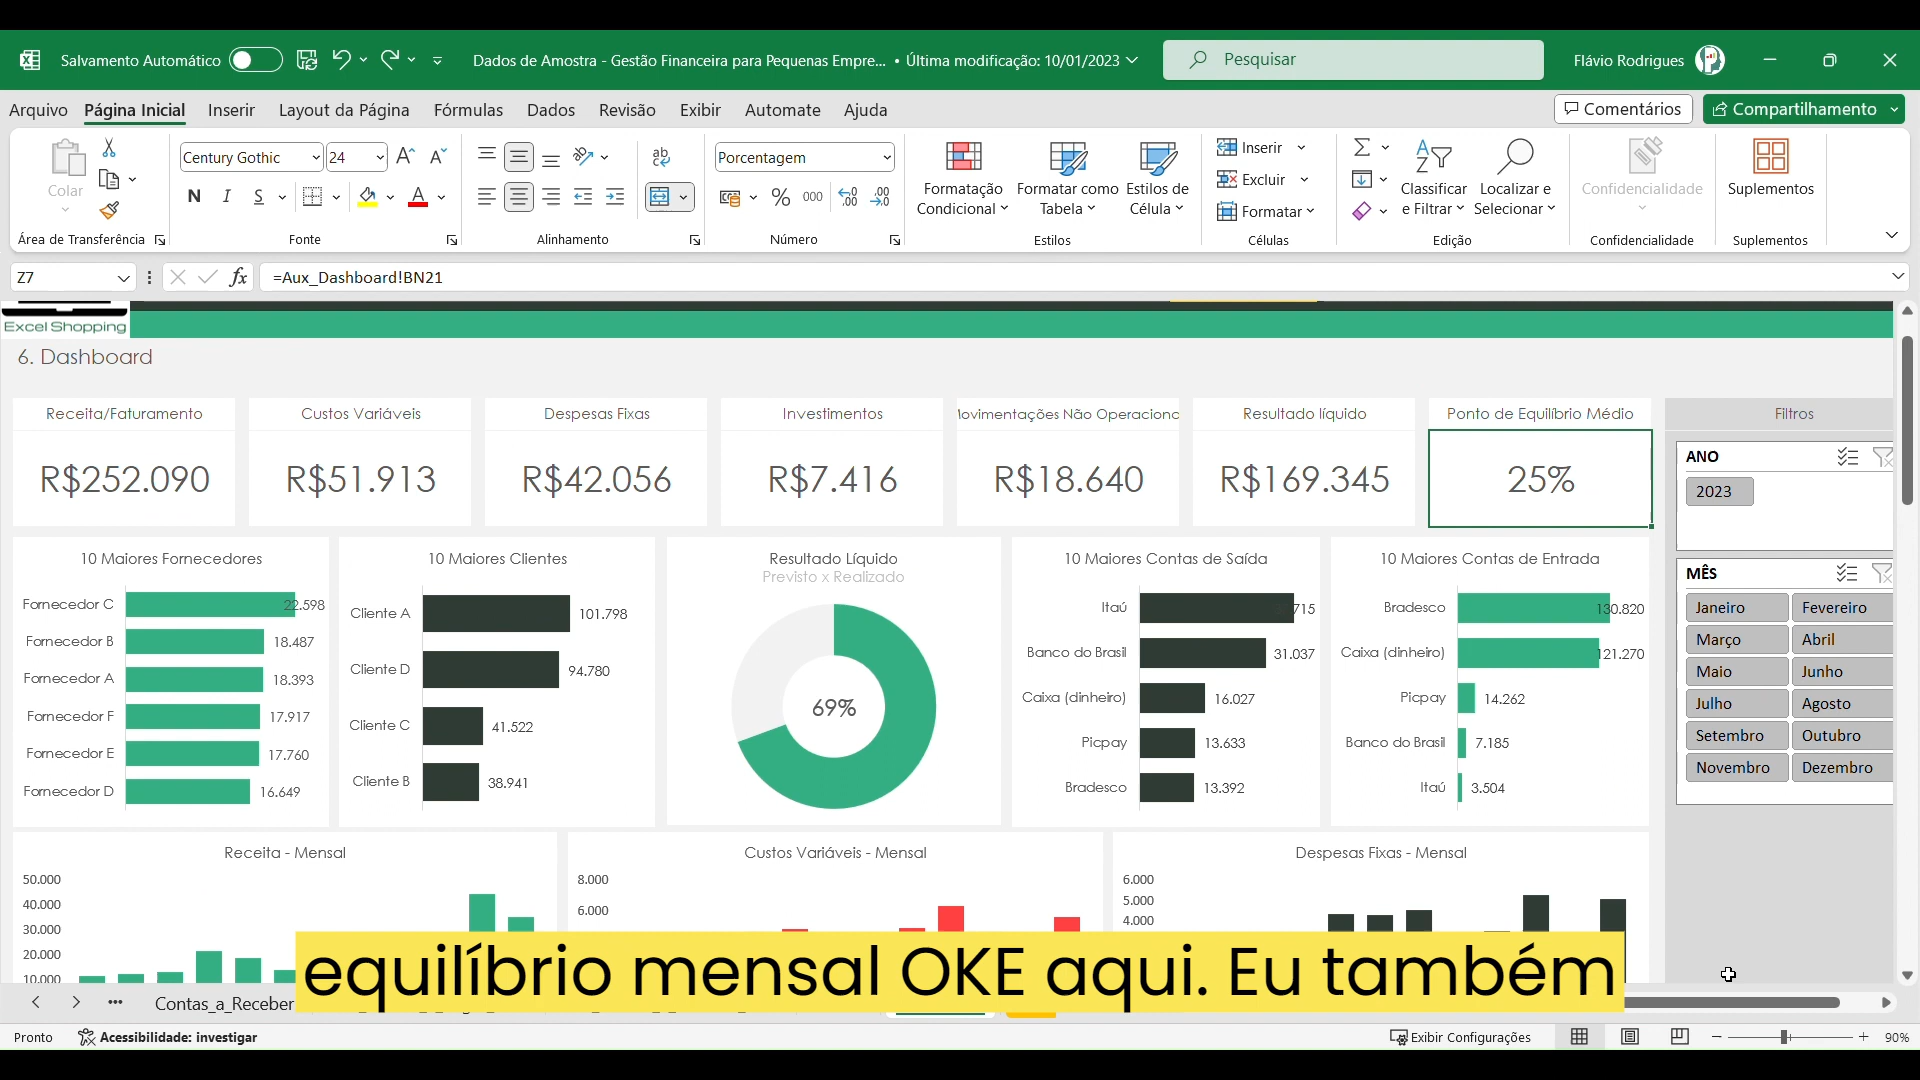 Salvamento Automático
Dados de Amostra - Gestão Financeira para Pequenas Empre... • Última modificação: 10/01/2023
Pesquisar
Flávio Rodrigues
Arquivo Página Inicial Inserir Layout da Página Fórmulas Dados Revisão Exibir Automate Ajuda
Comentários Compartilhamento
Colar
Century Gothic 24
N I S
Porcentagem
% 000
Formatação Condicional
Formatar como Tabela
Estilos de Célula
Inserir
Excluir
Formatar
Classificar e Filtrar
Localizar e Selecionar
Confidencialidade
Suplementos
Área de Transferência Fonte Alinhamento Número Estilos Células Edição Confidencialidade Suplementos
Z7 fx =Aux_Dashboard!BN21
Excel Shopping
6. Dashboard
Receita/Faturamento
R$252.090
Custos Variáveis
R$51.913
Despesas Fixas
R$42.056
Investimentos
R$7.416
Não Operaciona
R$18.640
Resultado líquido
R$169.345
Ponto de Equilíbrio Médio
25%
Filtros
ANO
2023
MÊS
Janeiro Fevereiro
Março Abril
Maio Junho
Julho Agosto
Setembro Outubro
Novembro Dezembro
10 Maiores Fornecedores
Fornecedor C 22.598
Fornecedor B 18.487
Fornecedor A 18.393
Fornecedor F 17.917
Fornecedor E 17.760
Fornecedor D 16.649
10 Maiores Clientes
Cliente A 101.798
Cliente D 94.780
Cliente C 41.522
Cliente B 38.941
Resultado Líquido
Previsto x Realizado
69%
10 Maiores Contas de Saída
Itaú
Banco do Brasil 31.037
Caixa (dinheiro) 16.027
Picpay 13.633
Bradesco 13.392
10 Maiores Contas de Entrada
Bradesco 130.820
Caixa (dinheiro) 121.270
Picpay 14.262
Banco do Brasil 7.185
Itaú 3.504
Receita - Mensal
50.000
40.000
30.000
20.000
10.000
Custos Variáveis - Mensal
8.000
6.000
Despesas Fixas - Mensal
6.000
5.000
4.000
equilíbrio mensal OKE aqui. Eu também
Contas_a_Receber
Pronto
Acessibilidade: investigar
Exibir Configurações
90%